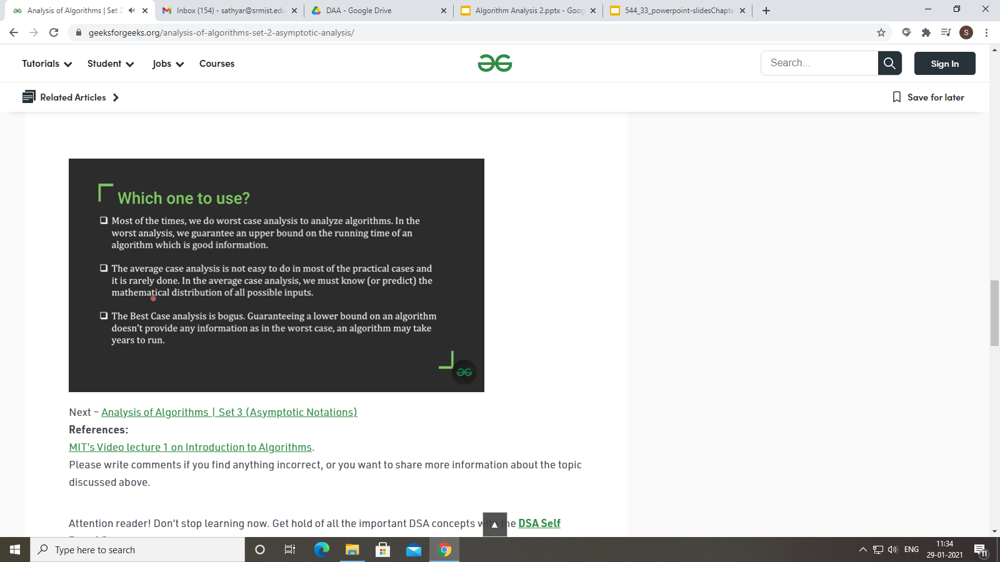 Analysis of Algorithms | Set 2
Inbox (154) - sathyar@srmist.edu
DAA - Google Drive
Algorithm Analysis 2.pptx - Goog
544_33_powerpoint-slidesChapte
geeksforgeeks.org/analysis-of-algorithms-set-2-asymptotic-analysis/
S
Tutorials Student Jobs Courses
Search...
Sign In
Related Articles
Save for later
Which one to use?
Most of the times, we do worst case analysis to analyze algorithms. In the
worst analysis, we guarantee an upper bound on the running time of an
algorithm which is good information.
The average case analysis is not easy to do in most of the practical cases and
it is rarely done. In the average case analysis, we must know (or predict) the
mathematical distribution of all possible inputs.
The Best Case analysis is bogus. Guaranteeing a lower bound on an algorithm
doesn't provide any information as in the worst case, an algorithm may take
years to run.
Next – Analysis of Algorithms | Set 3 (Asymptotic Notations)
References:
MIT's Video lecture 1 on Introduction to Algorithms.
Please write comments if you find anything incorrect, or you want to share more information about the topic
discussed above.
Attention reader! Don't stop learning now. Get hold of all the important DSA concepts with the DSA Self
Type here to search
ENG
11:34
29-01-2021
11